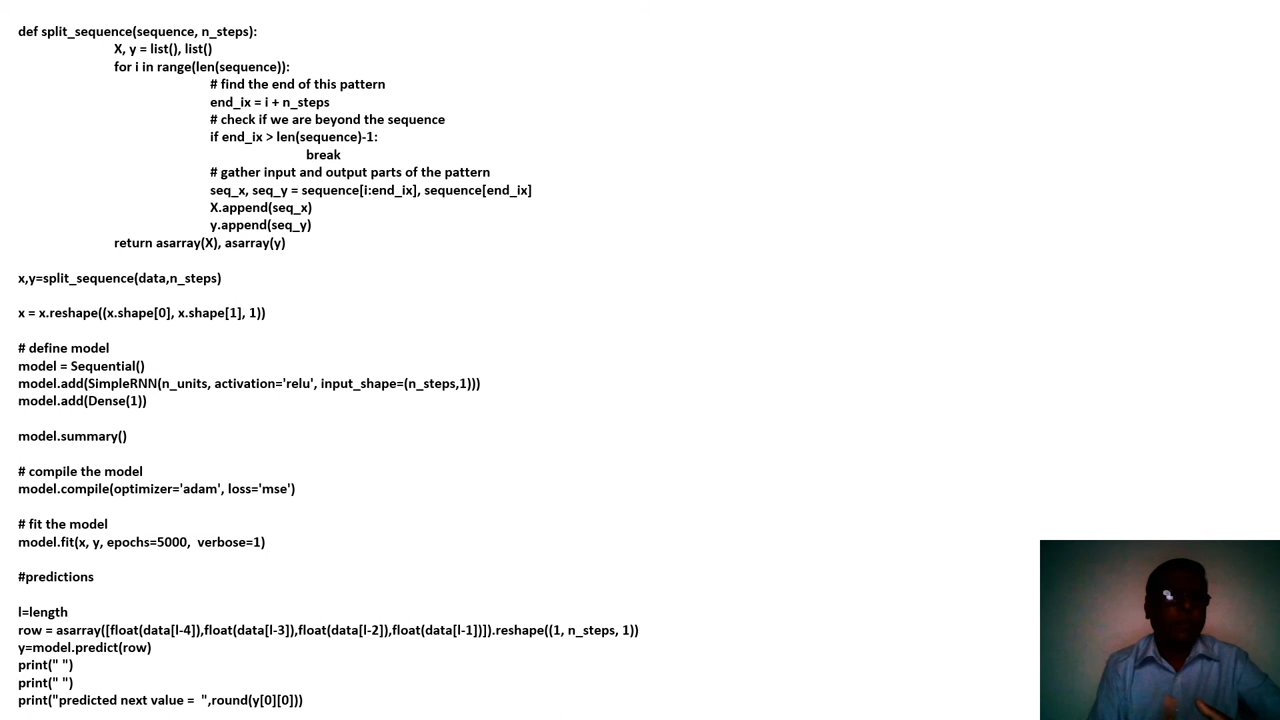 def split_sequence(sequence, n_steps):
X, y = list(), list()
for i in range(len(sequence)):
# find the end of this pattern
end_ix = i + n_steps
# check if we are beyond the sequence
if end_ix > len(sequence)-1:
break
# gather input and output parts of the pattern
seq_x, seq_y = sequence[i:end_ix], sequence[end_ix]
X.append(seq_x)
y.append(seq_y)
return asarray(X), asarray(y)
x,y=split_sequence(data,n_steps)
x = x.reshape((x.shape[0], x.shape[1], 1))
# define model
model = Sequential()
model.add(SimpleRNN(n_units, activation='relu', input_shape=(n_steps,1)))
model.add(Dense(1))
model.summary()
# compile the model
model.compile(optimizer='adam', loss='mse')
# fit the model
model.fit(x, y, epochs=5000,  verbose=1)
#predictions
l=length
row = asarray([float(data[l-4]),float(data[l-3]),float(data[l-2]),float(data[l-1])]).reshape((1, n_steps, 1))
y=model.predict(row)
print(" ")
print(" ")
print("predicted next value =  ",round(y[0][0]))